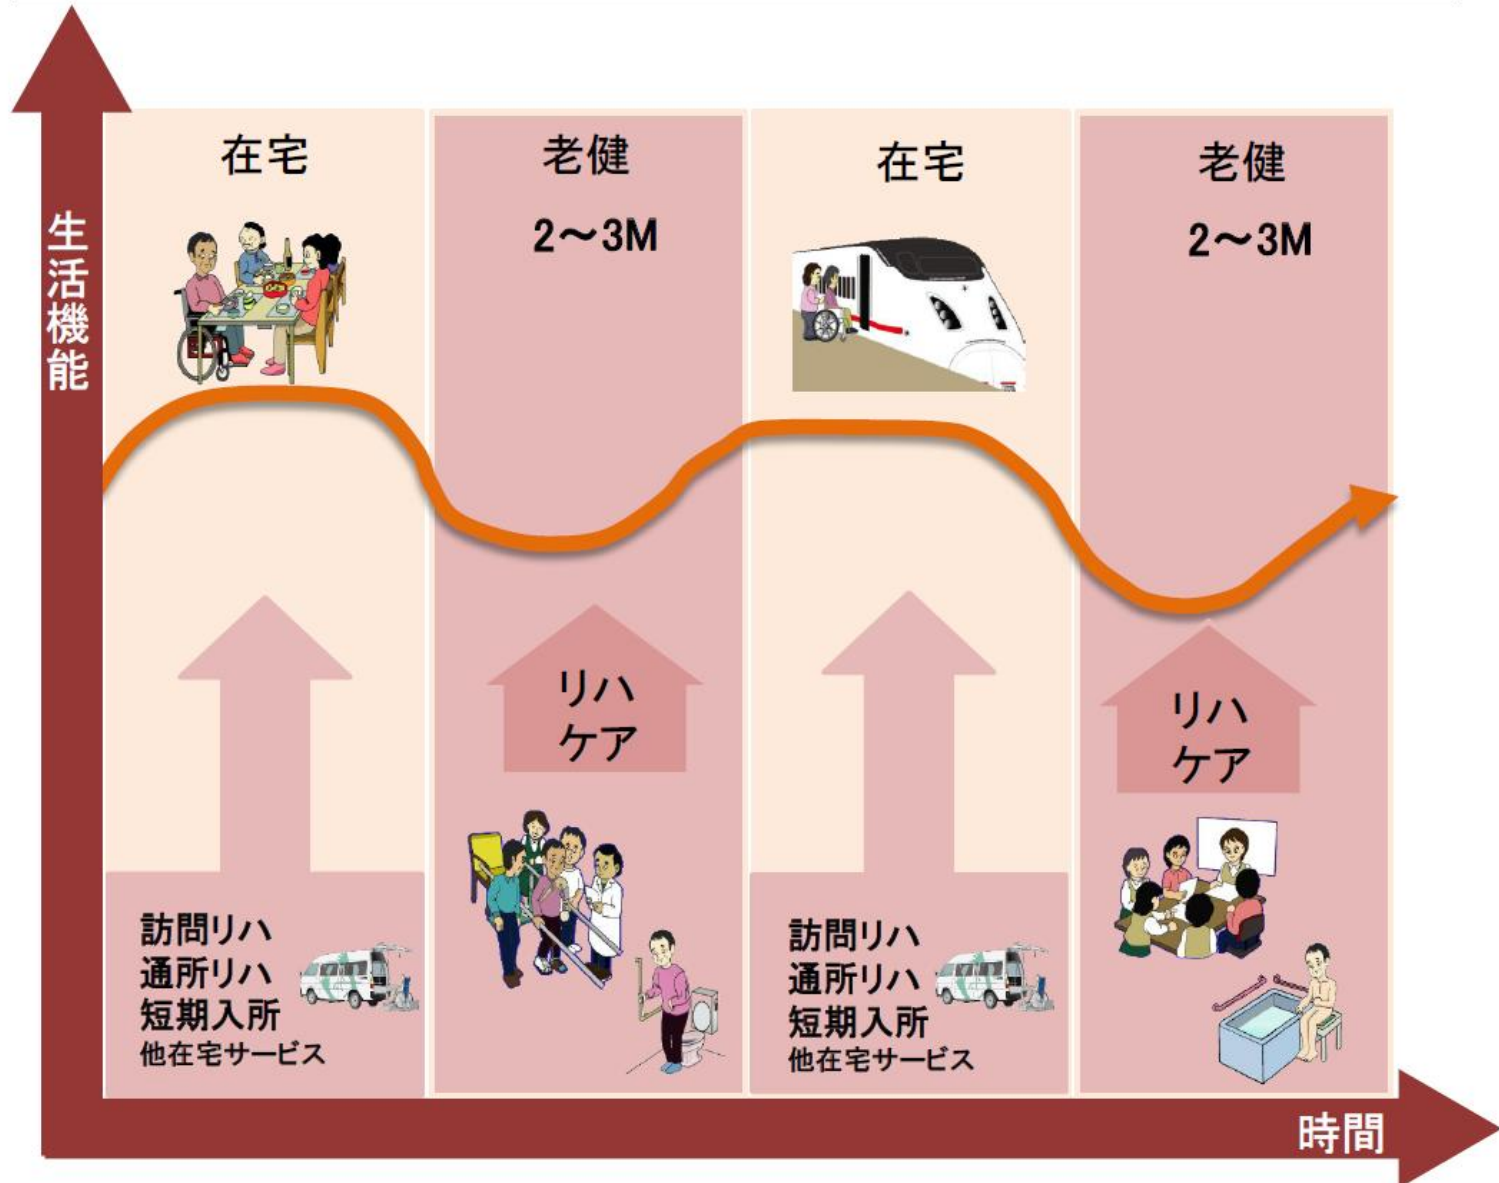 生活機能
在宅
老健
2～3M
在宅
老健
2～3M
リハ
ケア
リハ
ケア
訪問リハ
通所リハ
短期入所
他在宅サービス
訪問リハ
通所リハ
短期入所
他在宅サービス
時間